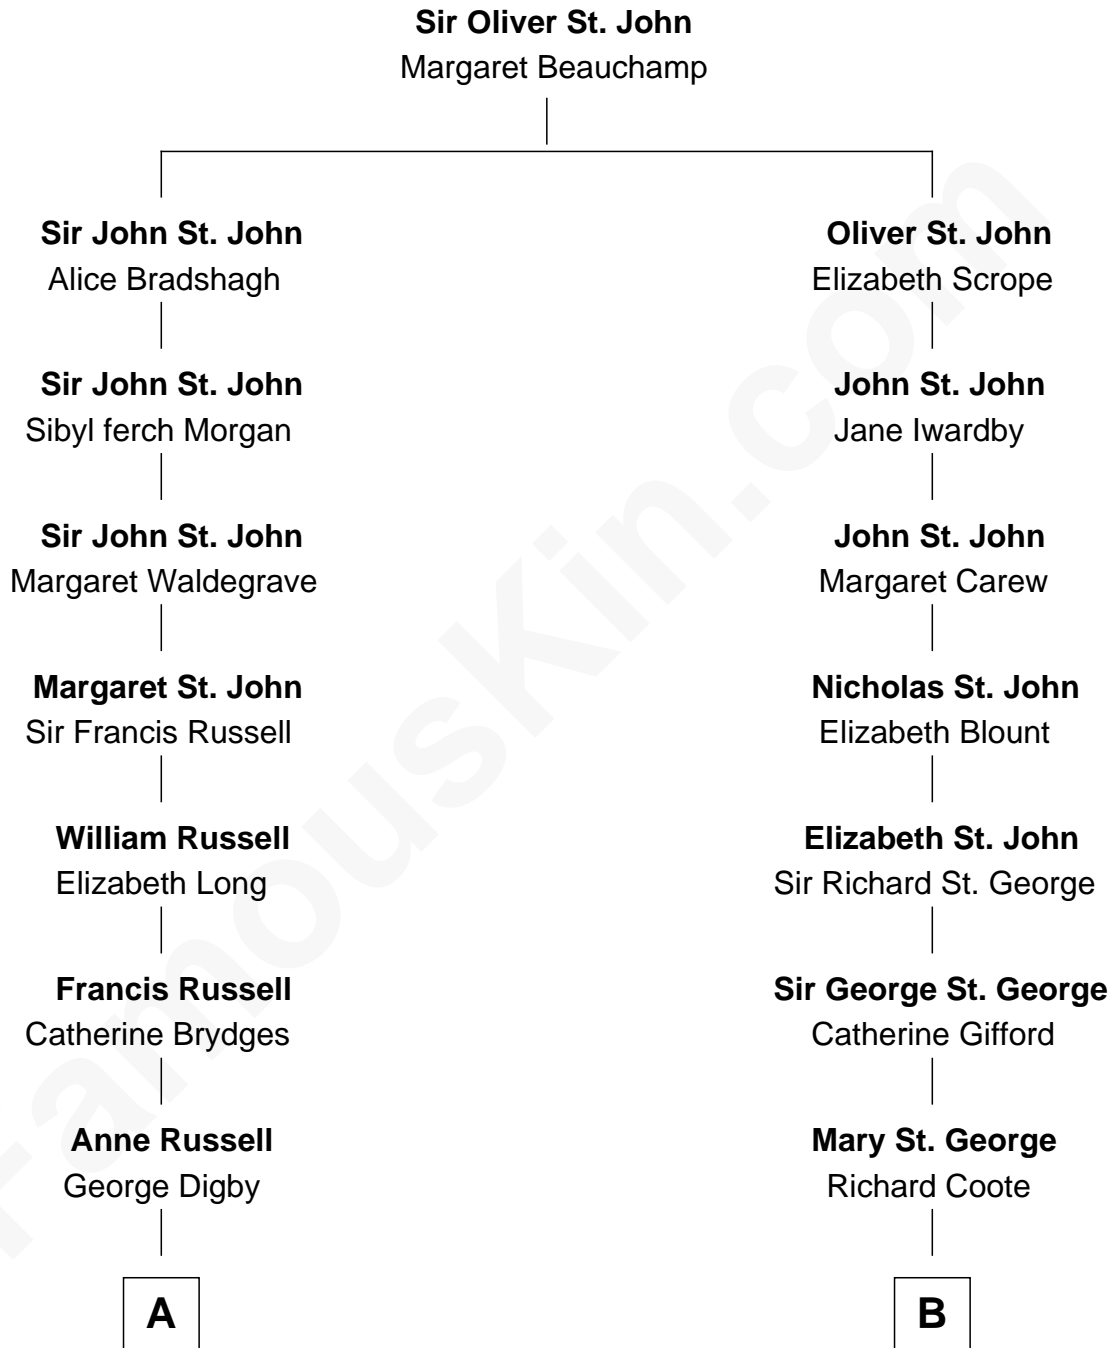 Sir Oliver St. John
Margaret Beauchamp
Sir John St. John
Alice Bradshagh
Sir John St. John
Sibyl ferch Morgan
Sir John St. John
Margaret Waldegrave
Margaret St. John
Sir Francis Russell
William Russell
Elizabeth Long
Francis Russell
Catherine Brydges
Anne Russell
George Digby
A
Oliver St. John
Elizabeth Scrope
John St. John
Jane Iwardby
John St. John
Margaret Carew
Nicholas St. John
Elizabeth Blount
Elizabeth St. John
Sir Richard St. George
Sir George St. George
Catherine Gifford
Mary St. George
Richard Coote
B
FamousKin.com